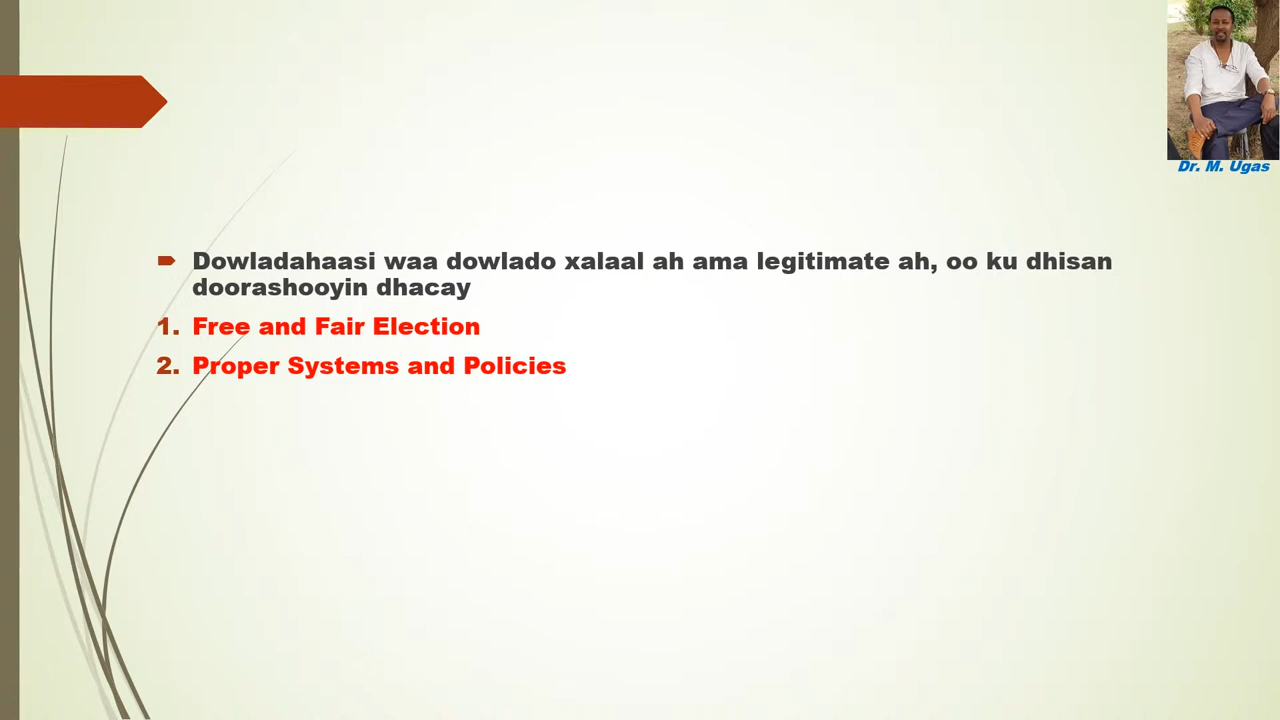 Dr. M. Ugas
Dowladahaasi waa dowlado xalaal ah ama legitimate ah, oo ku dhisan
doorashooyin dhacay
1. Free and Fair Election
2. Proper Systems and Policies